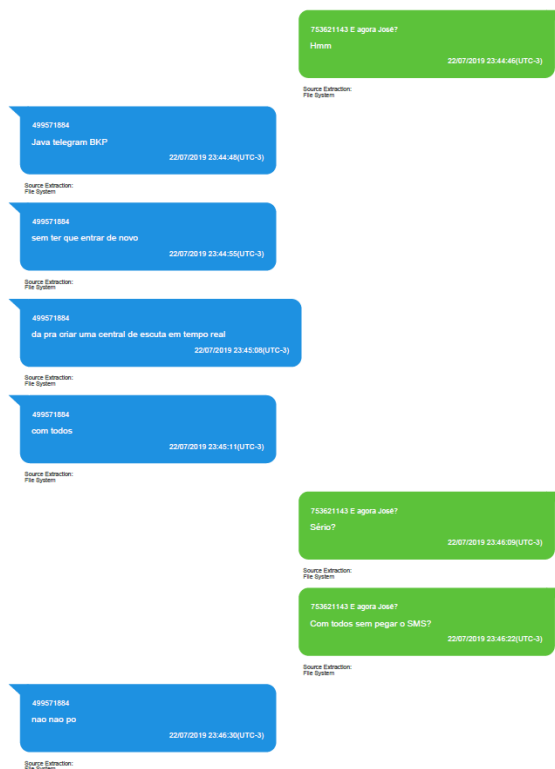 753621143 E agora José?
Hmm
22/07/2019 23:44:46(UTC-3)
Source Extraction:
File System
499571884
Java telegram BKP
22/07/2019 23:44:48(UTC-3)
Source Extraction:
File System
499571884
sem ter que entrar de novo
22/07/2019 23:44:55(UTC-3)
Source Extraction:
File System
499571884
da pra criar uma central de escuta em tempo real
22/07/2019 23:45:08(UTC-3)
Source Extraction:
File System
499571884
com todos
22/07/2019 23:45:11(UTC-3)
Source Extraction:
File System
753621143 E agora José?
Sério?
22/07/2019 23:46:09(UTC-3)
Source Extraction:
File System
753621143 E agora José?
Com todos sem pegar o SMS?
22/07/2019 23:46:22(UTC-3)
Source Extraction:
File System
499571884
nao nao po
22/07/2019 23:46:30(UTC-3)
Source Extraction:
File System